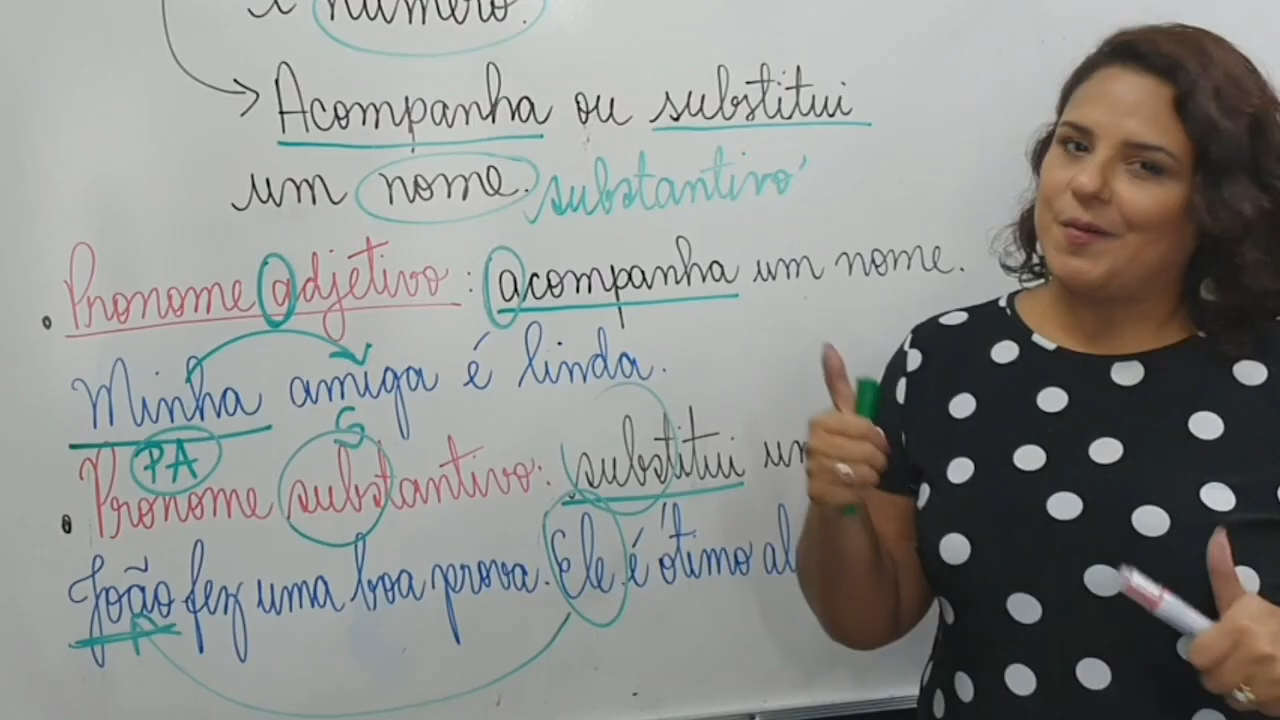 e número.
Acompanha ou substitui
um nome. substantivo
. Pronome adjetivo: acompanha um nome.
Minha amiga é linda.
PA S
. Pronome substantivo: substitui um
João fez uma boa prova. Ele é ótimo al